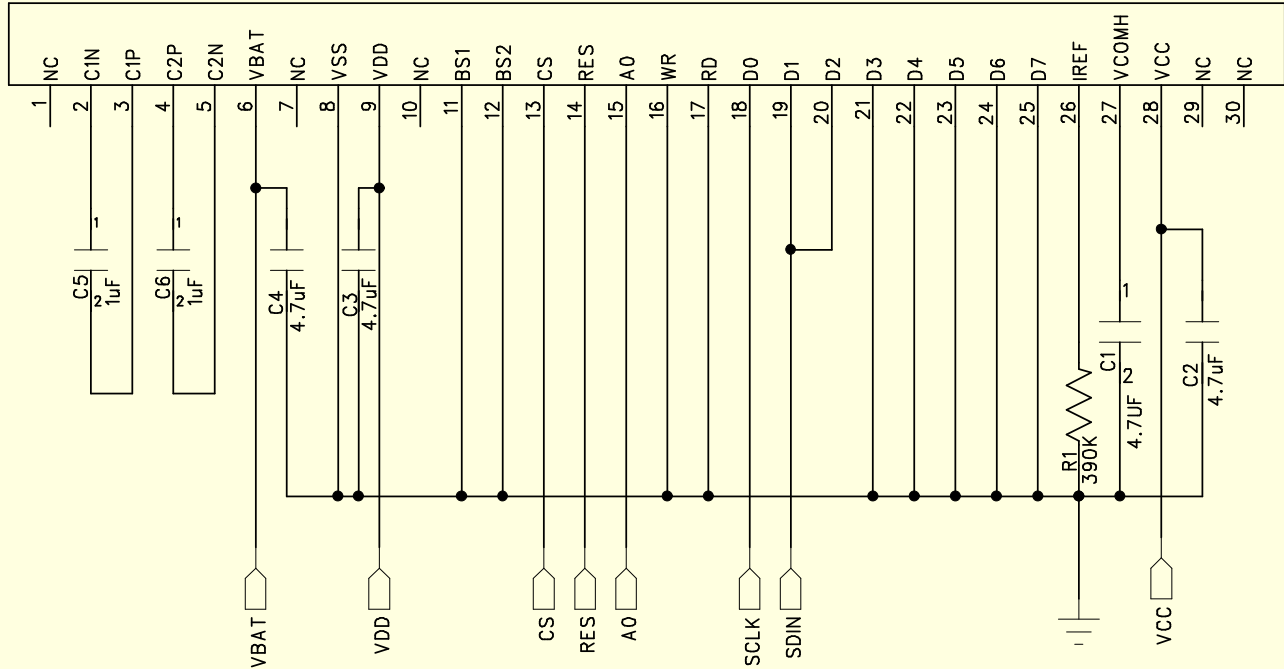 NC
C1N
C1P
C2P
C2N
VBAT
NC
VSS
VDD
NC
BS1
BS2
CS
RES
A0
WR
RD
D0
D1
D2
D3
D4
D5
D6
D7
IREF
VCOMH
VCC
NC
NC
1
2
3
4
5
6
7
8
9
10
11
12
13
14
15
16
17
18
19
20
21
22
23
24
25
26
27
28
29
30
1
C5
2
1uF
1
C6
2
1uF
C4
4.7uF
C3
4.7uF
R1
390K
1
C1
2
4.7UF
C2
4.7uF
VBAT
VDD
CS
RES
A0
SCLK
SDIN
VCC